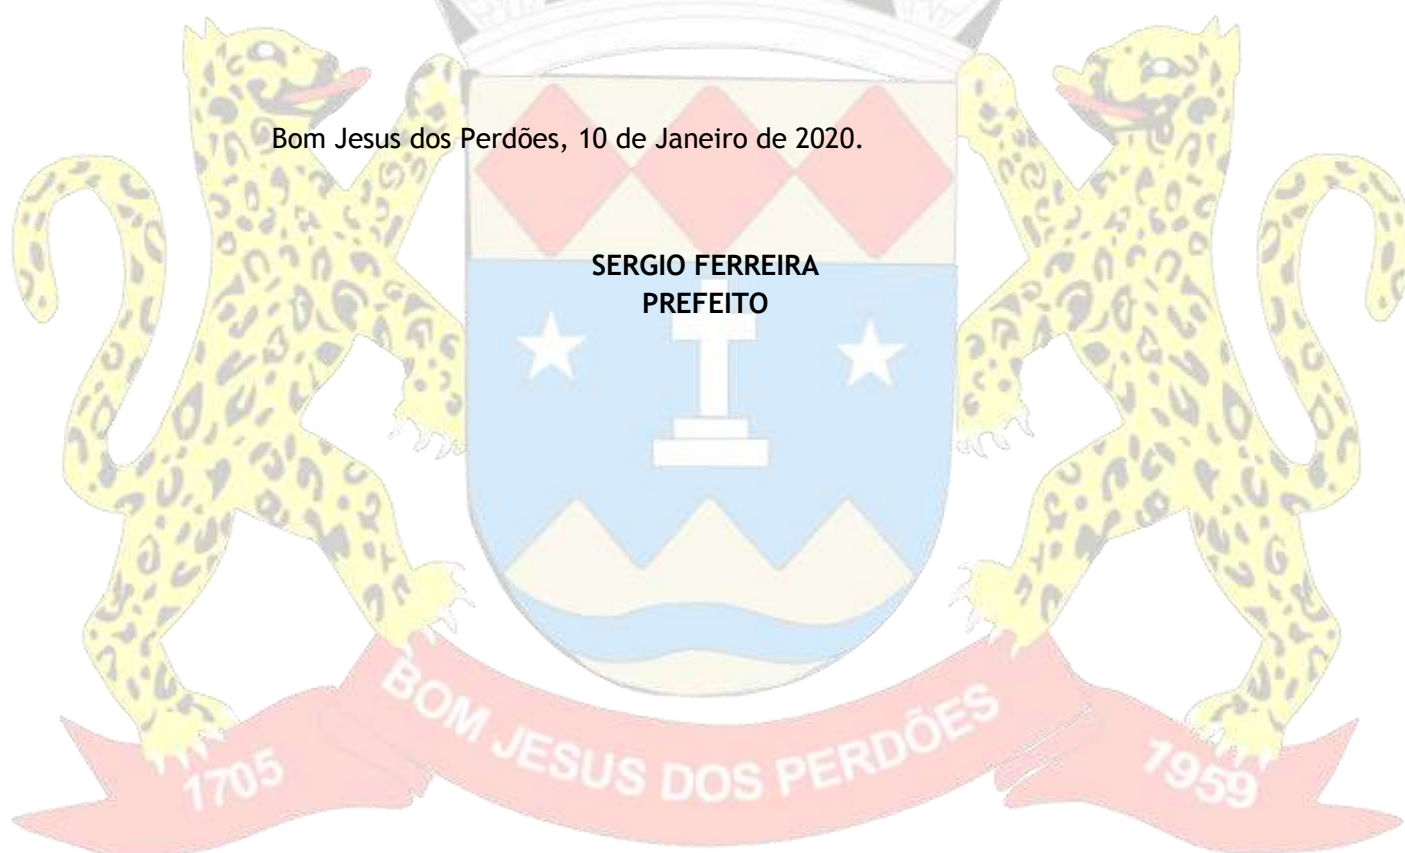 Bom Jesus dos Perdões, 10 de Janeiro de 2020.
SERGIO FERREIRA
PREFEITO
1705
BOM JESUS DOS PERDÕES
1959